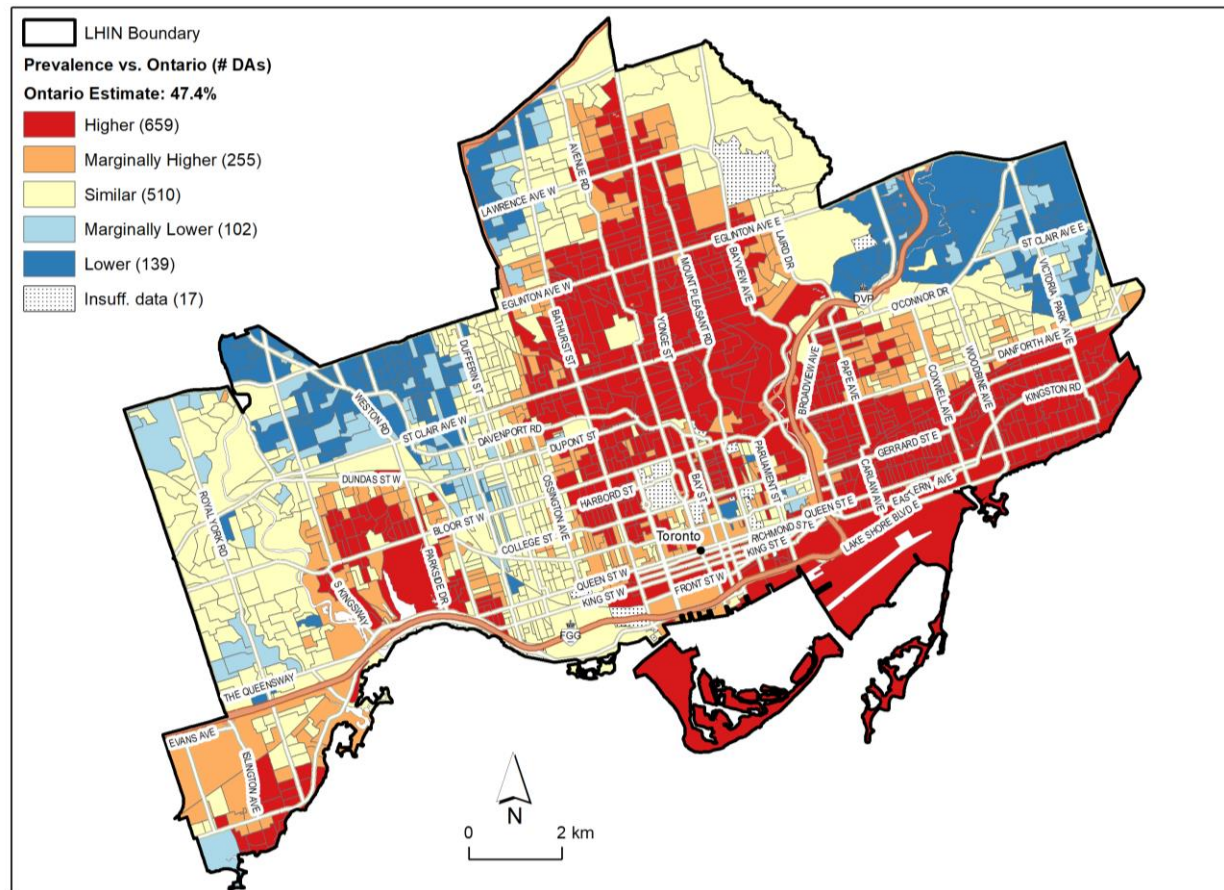 LHIN Boundary
Prevalence vs. Ontario (# DAs)
Ontario Estimate: 47.4%
Higher (659)
Marginally Higher (255)
Similar (510)
Marginally Lower (102)
Lower (139)
Insuff. data (17)
AVENUE RD
LAWRENCE AVE W
EGLINTON AVE E
LAIRD DR
BAYVIEW AVE
MOUNT PLEASANT RD
YONGE ST
BATHURST ST
EGLINTON AVE W
DUFFERIN ST
ST CLAIR AVE E
VICTORIA PARK AVE
DVP
O'CONNOR DR
DANFORTH AVE
KINGSTON RD
WOODBINE AVE
COXWELL AVE
PAPE AVE
BROADVIEW AVE
WESTON RD
ST CLAIR AVE W
DAVENPORT RD
DUPONT ST
DUNDAS ST W
ROYAL YORK RD
BLOOR ST W
OSSINGTON AVE
HARBORD ST
BAY ST
PARLIAMENT ST
GERRARD ST E
CARLAW AVE
EASTERN AVE
QUEEN ST E
RICHMOND ST E
KING ST E
LAKE SHORE BLVD E
COLLEGE ST
Toronto
PARKSIDE DR
S KINGSWAY
QUEEN ST W
KING ST W
FRONT ST W
FGG
THE QUEENSWAY
EVANS AVE
ISLINGTON AVE
N
0 2 km